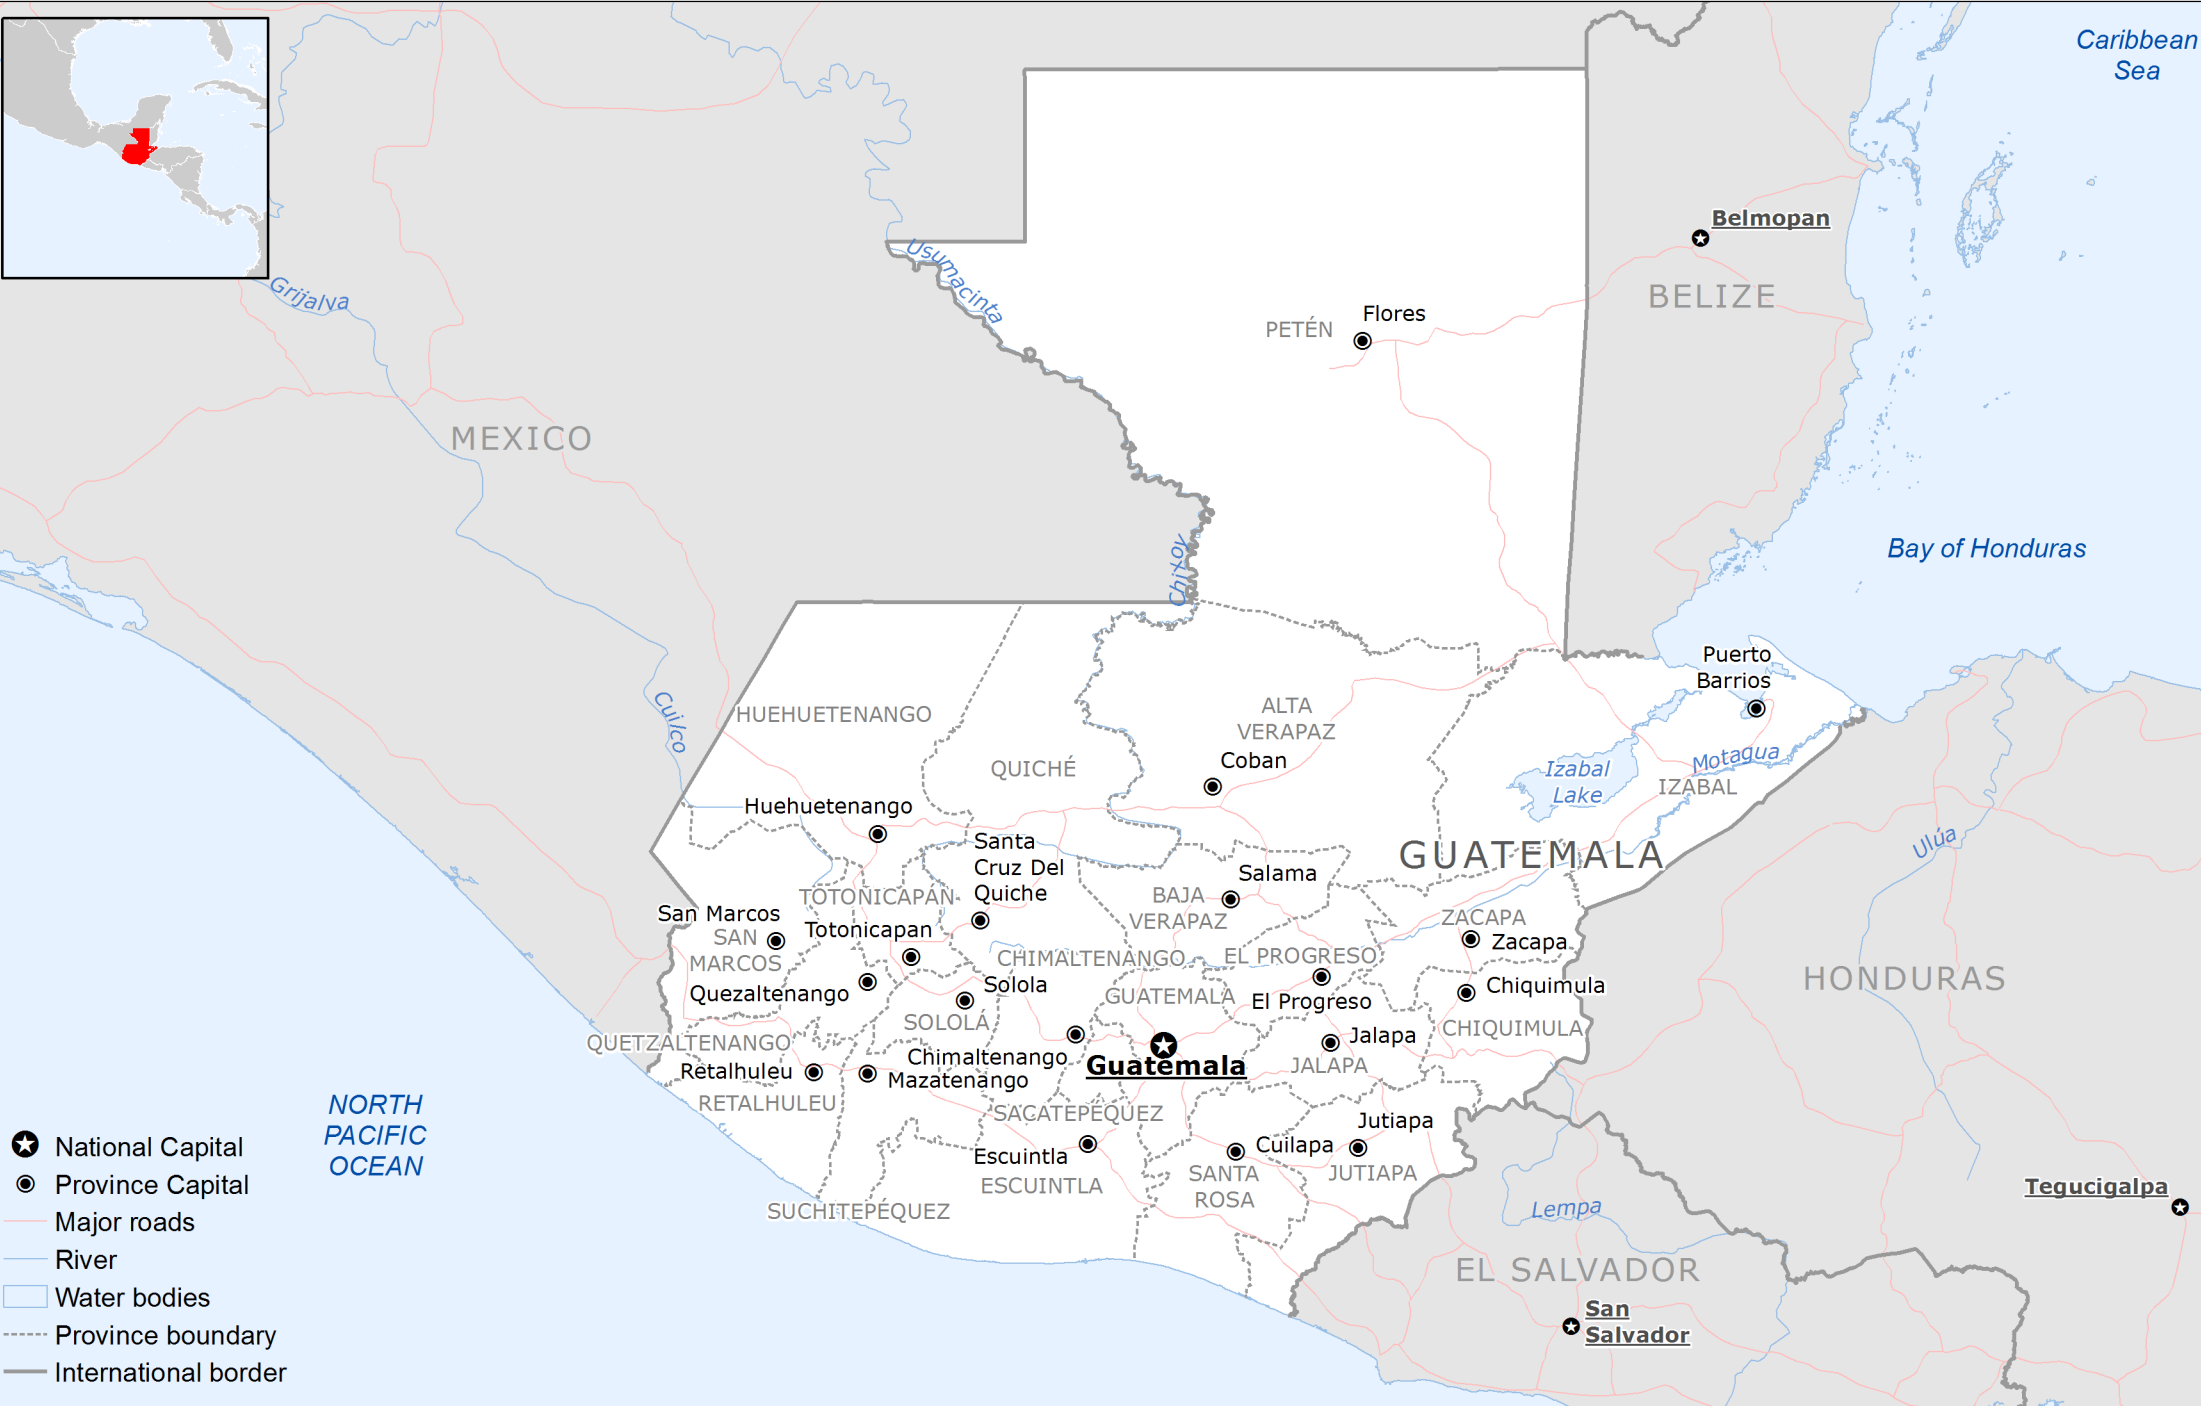 Caribbean
Sea
Belmopan
BELIZE
Usumacinta
Grijalva
Flores
PETÉN
MEXICO
Bay of Honduras
Chixoy
Puerto
Barrios
Cuilco
HUEHUETENANGO
ALTA
VERAPAZ
QUICHÉ
Coban
Izabal
Lake
Motagua
IZABAL
Huehuetenango
Santa
Cruz Del
Quiche
GUATEMALA
Ulúa
Salama
TOTONICAPÁN
BAJA
VERAPAZ
San Marcos
SAN
MARCOS
Totonicapan
ZACAPA
Zacapa
CHIMALTENANGO
EL PROGRESO
HONDURAS
Quezaltenango
Solola
GUATEMALA
El Progreso
Chiquimula
SOLOLÁ
CHIQUIMULA
QUETZALTENANGO
Jalapa
Chimaltenango
Guatemala
JALAPA
Retalhuleu
Mazatenango
RETALHULEU
SACATEPEQUEZ
Jutiapa
NORTH
PACIFIC
OCEAN
Escuintla
Cuilapa
ESCUINTLA
SANTA
ROSA
JUTIAPA
SUCHITEPÉQUEZ
Tegucigalpa
Lempa
EL SALVADOR
San
Salvador
National Capital
Province Capital
Major roads
River
Water bodies
Province boundary
International border